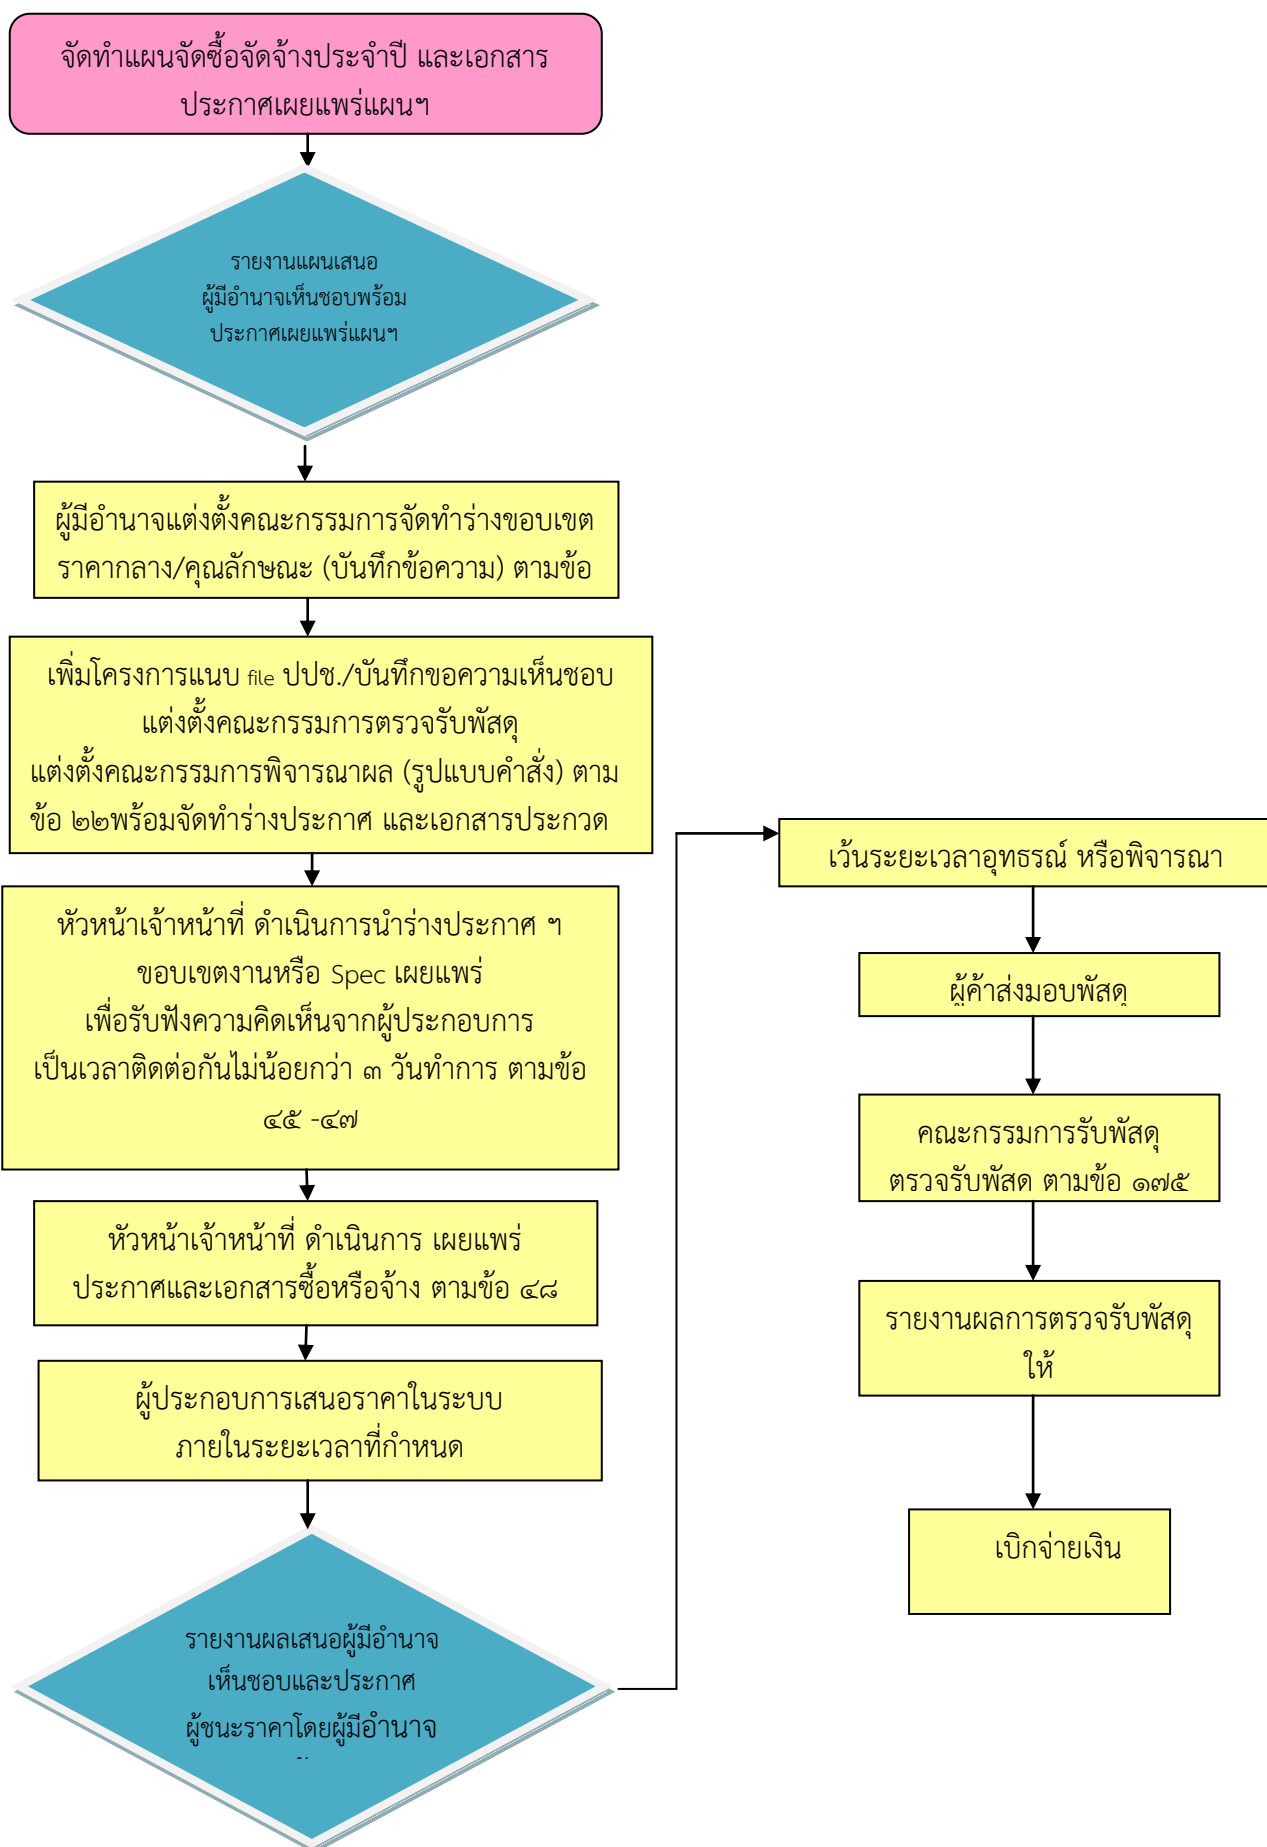 จัดทำแผนจัดซื้อจัดจ้างประจำปี และเอกสาร
ประกาศเผยแพร่แผนฯ
รายงานแผนเสนอ
ผู้มีอำนาจเห็นชอบพร้อม
ประกาศเผยแพร่แผนฯ
ผู้มีอำนาจแต่งตั้งคณะกรรมการจัดทำร่างขอบเขต
ราคากลาง/คุณลักษณะ (บันทึกข้อความ) ตามข้อ
เพิ่มโครงการแนบ file ปปช./บันทึกขอความเห็นชอบ
แต่งตั้งคณะกรรมการตรวจรับพัสดุ
แต่งตั้งคณะกรรมการพิจารณาผล (รูปแบบคำสั่ง) ตาม
ข้อ ๒๒พร้อมจัดทำร่างประกาศ และเอกสารประกวด
หัวหน้าเจ้าหน้าที่ ดำเนินการนำร่างประกาศ ฯ
ขอบเขตงานหรือ Spec เผยแพร่
เพื่อรับฟังความคิดเห็นจากผู้ประกอบการ
เป็นเวลาติดต่อกันไม่น้อยกว่า ๓ วันทำการ ตามข้อ
๔๕ -๔๗
หัวหน้าเจ้าหน้าที่ ดำเนินการ เผยแพร่
ประกาศและเอกสารซื้อหรือจ้าง ตามข้อ ๔๘
ผู้ประกอบการเสนอราคาในระบบ
ภายในระยะเวลาที่กำหนด
รายงานผลเสนอผู้มีอำนาจ
เห็นชอบและประกาศ
ผู้ชนะราคาโดยผู้มีอำนาจ
เว้นระยะเวลาอุทธรณ์ หรือพิจารณา
ผู้ค้าส่งมอบพัสดุ
คณะกรรมการรับพัสดุ
ตรวจรับพัสดุ ตามข้อ ๑๗๕
รายงานผลการตรวจรับพัสดุ
ให้
เบิกจ่ายเงิน